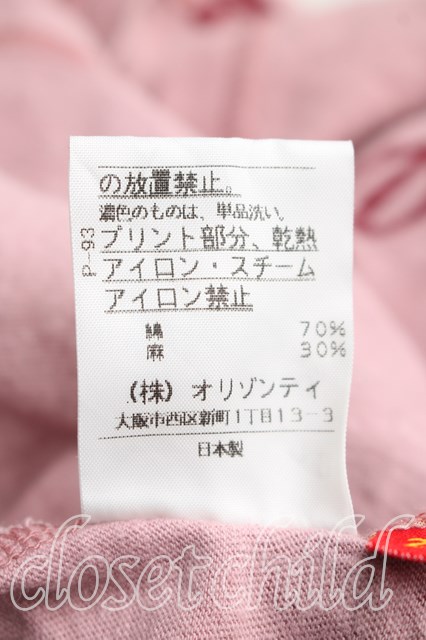 の放置禁止。
濃色のものは、単品洗い。
プリント部分、乾熱
アイロン・スチーム
アイロン禁止
綿 70%
麻 30%
(株)オリゾンティ
大阪市西区新町1丁目13-3
日本製
P-93
closet child